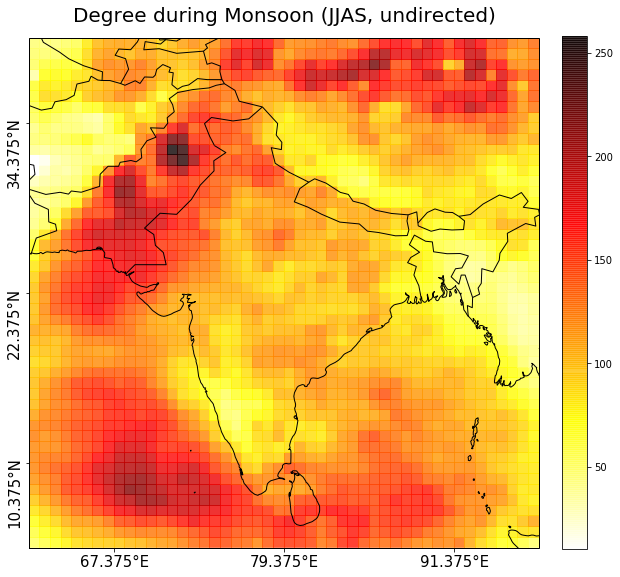 Degree during Monsoon (JJAS, undirected)
250
200
150
100
50
34.375°N
22.375°N
10.375°N
67.375°E
79.375°E
91.375°E